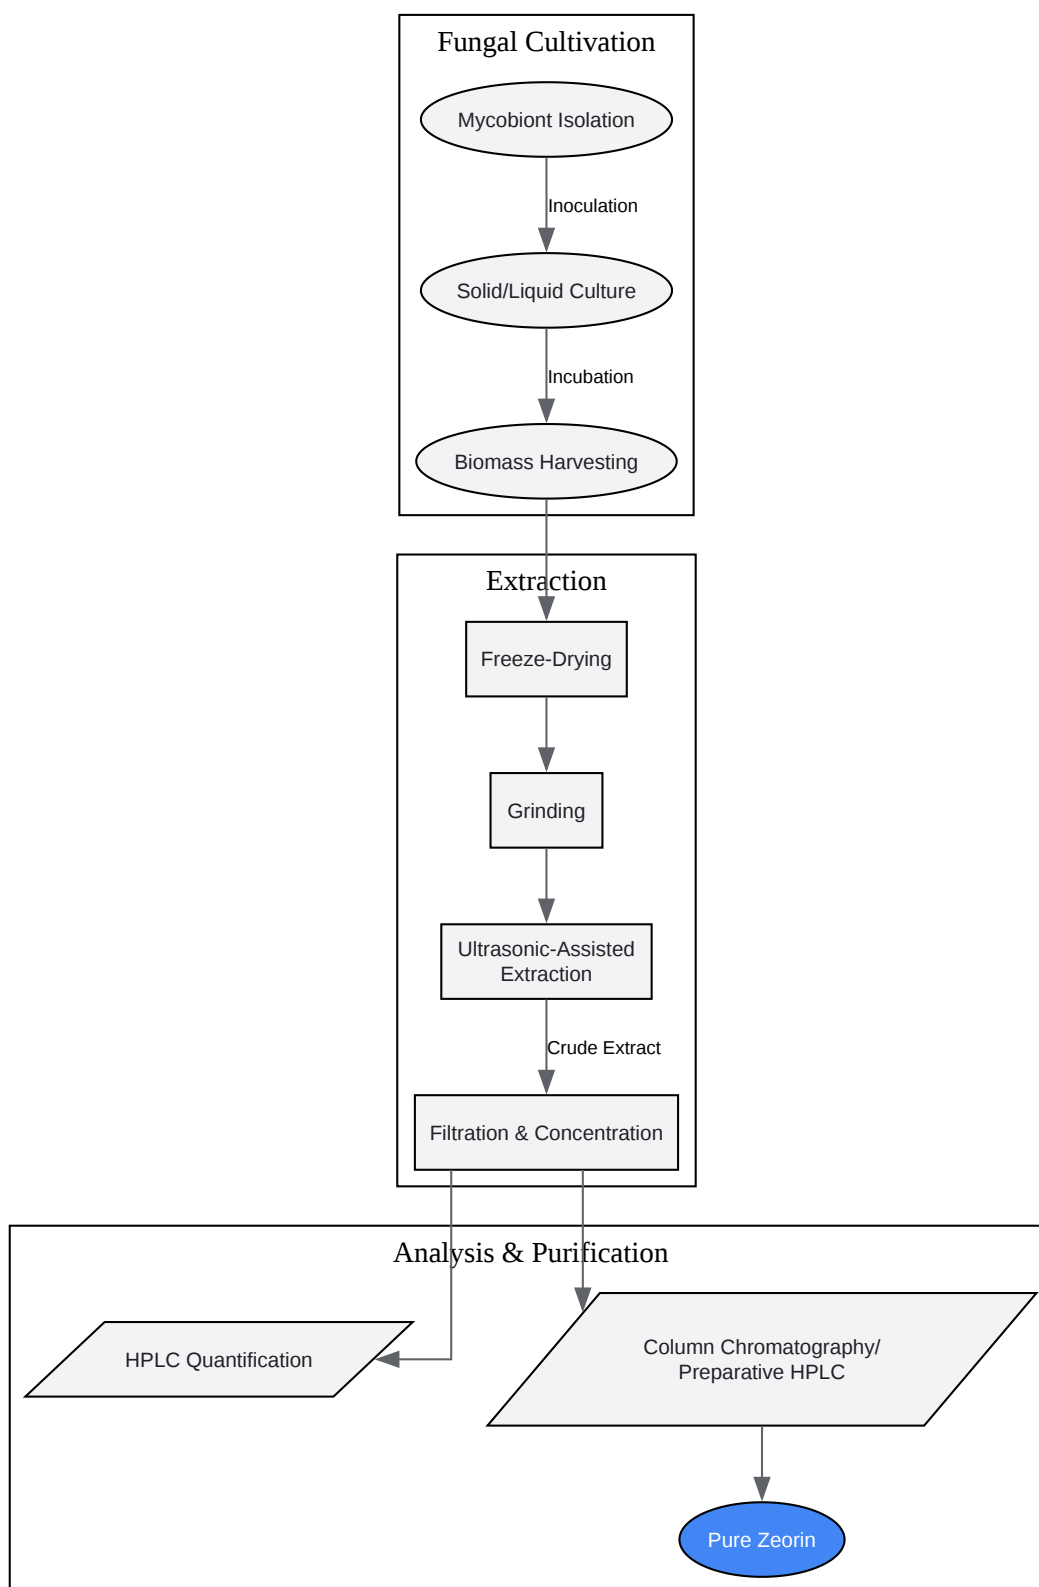 Fungal Cultivation
Mycobiont Isolation
Inoculation
Solid/Liquid Culture
Incubation
Biomass Harvesting
Extraction
Freeze-Drying
Grinding
Ultrasonic-Assisted
Extraction
Crude Extract
Filtration & Concentration
Analysis & Purification
HPLC Quantification
Column Chromatography/
Preparative HPLC
Pure Zeorin